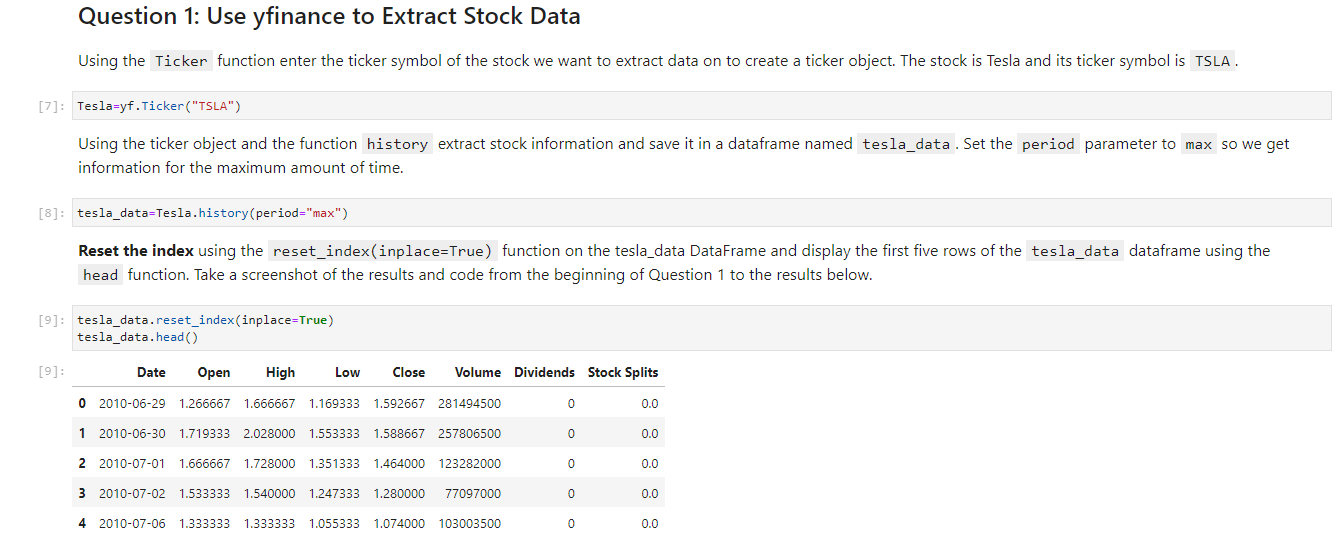 Question 1: Use yfinance to Extract Stock Data
Using the Ticker function enter the ticker symbol of the stock we want to extract data on to create a ticker object. The stock is Tesla and its ticker symbol is TSLA.
[7]: Tesla=yf.Ticker("TSLA")
Using the ticker object and the function history extract stock information and save it in a dataframe named tesla_data. Set the period parameter to max so we get
information for the maximum amount of time.
[8]: tesla_data=Tesla.history(period="max")
Reset the index using the reset_index(inplace=True) function on the tesla_data DataFrame and display the first five rows of the tesla_data dataframe using the
head function. Take a screenshot of the results and code from the beginning of Question 1 to the results below.
[9]: tesla_data.reset_index(inplace=True)
tesla_data.head()
[9]: Date Open High Low Close Volume Dividends Stock Splits
0 2010-06-29 1.266667 1.666667 1.169333 1.592667 281494500 0 0.0
1 2010-06-30 1.719333 2.028000 1.553333 1.588667 257806500 0 0.0
2 2010-07-01 1.666667 1.728000 1.351333 1.464000 123282000 0 0.0
3 2010-07-02 1.533333 1.540000 1.247333 1.280000 77097000 0 0.0
4 2010-07-06 1.333333 1.333333 1.055333 1.074000 103003500 0 0.0